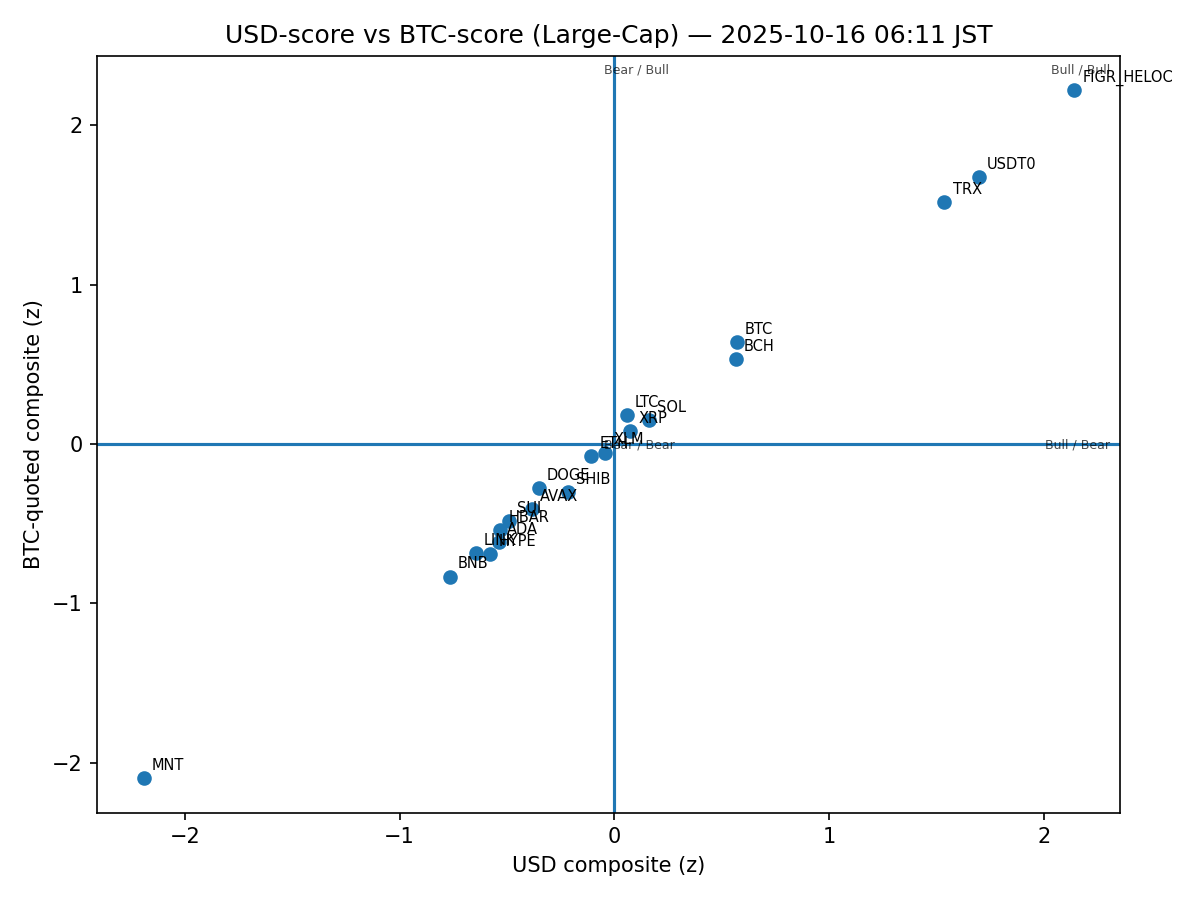 USD-score vs BTC-score (Large-Cap) — 2025-10-16 06:11 JST
Bear / Bull
Bull / Bull
FIGR_HELOC
USDT0
TRX
BTC
BCH
LTC
SOL
XRP
XLM
ETH
Bear / Bear
Bull / Bear
DOGE
SHIB
AVAX
SUI
HBAR
ADA
LINK
HYPE
BNB
MNT
2
1
0
−1
−2
BTC-quoted composite (z)
−2
−1
0
1
2
USD composite (z)